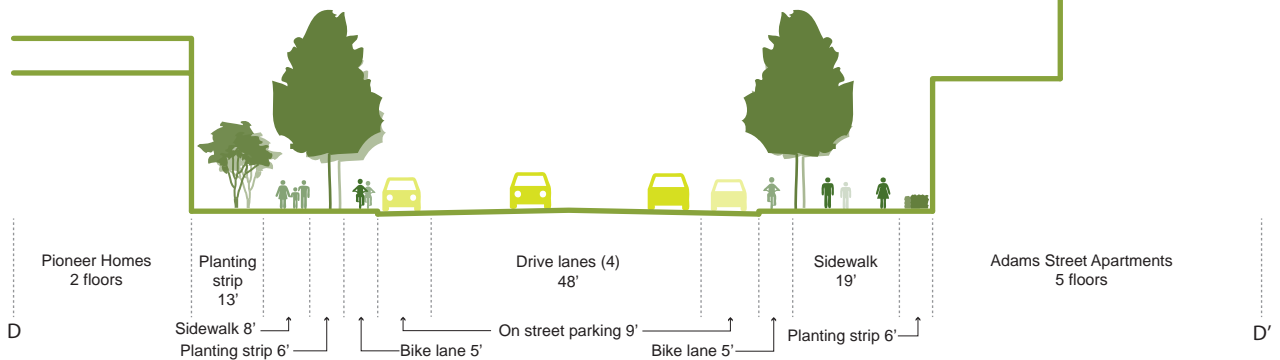 Pioneer Homes
2 floors
Planting
strip
13’
Drive lanes (4)
48’
Sidewalk
19’
Adams Street Apartments
5 floors
D
Sidewalk 8’
Planting strip 6’
Bike lane 5’
On street parking 9’
Bike lane 5’
Planting strip 6’
D’